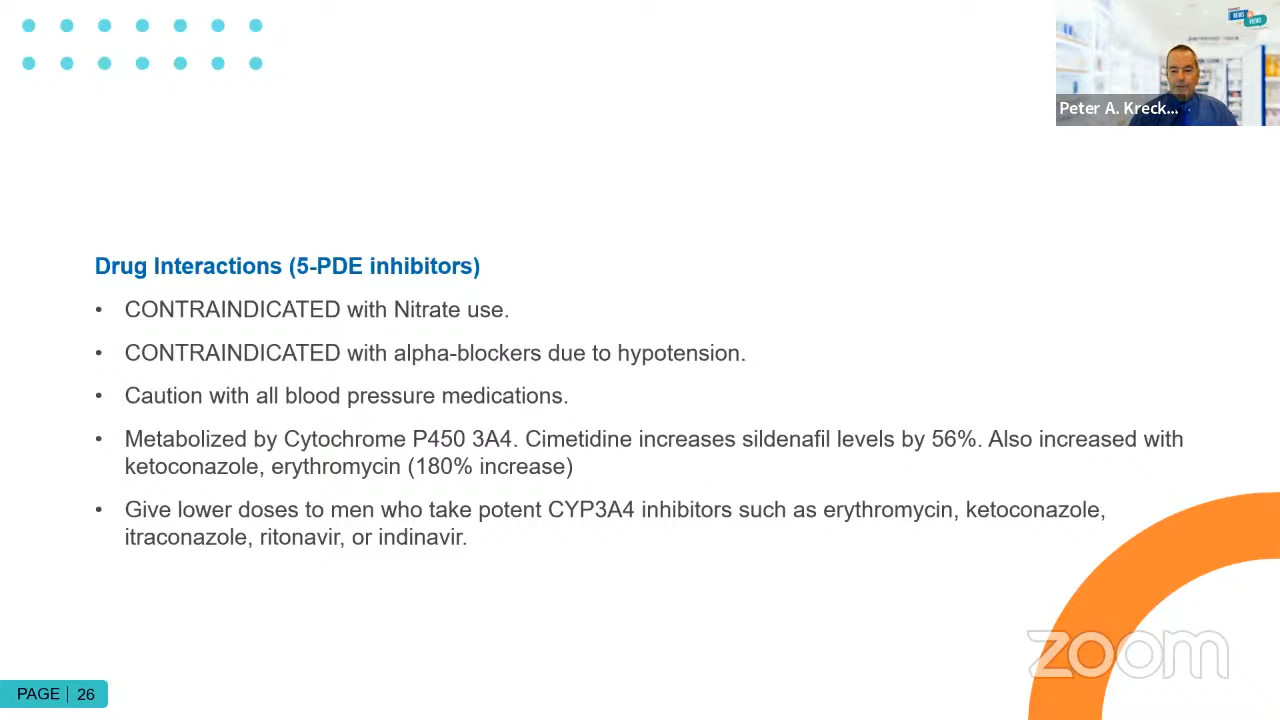 NEWS
VIEWS
Peter A. Kreck...
Drug Interactions (5-PDE inhibitors)
• CONTRAINDICATED with Nitrate use.
• CONTRAINDICATED with alpha-blockers due to hypotension.
• Caution with all blood pressure medications.
• Metabolized by Cytochrome P450 3A4. Cimetidine increases sildenafil levels by 56%. Also increased with
ketoconazole, erythromycin (180% increase)
• Give lower doses to men who take potent CYP3A4 inhibitors such as erythromycin, ketoconazole,
itraconazole, ritonavir, or indinavir.
zoom
PAGE | 26